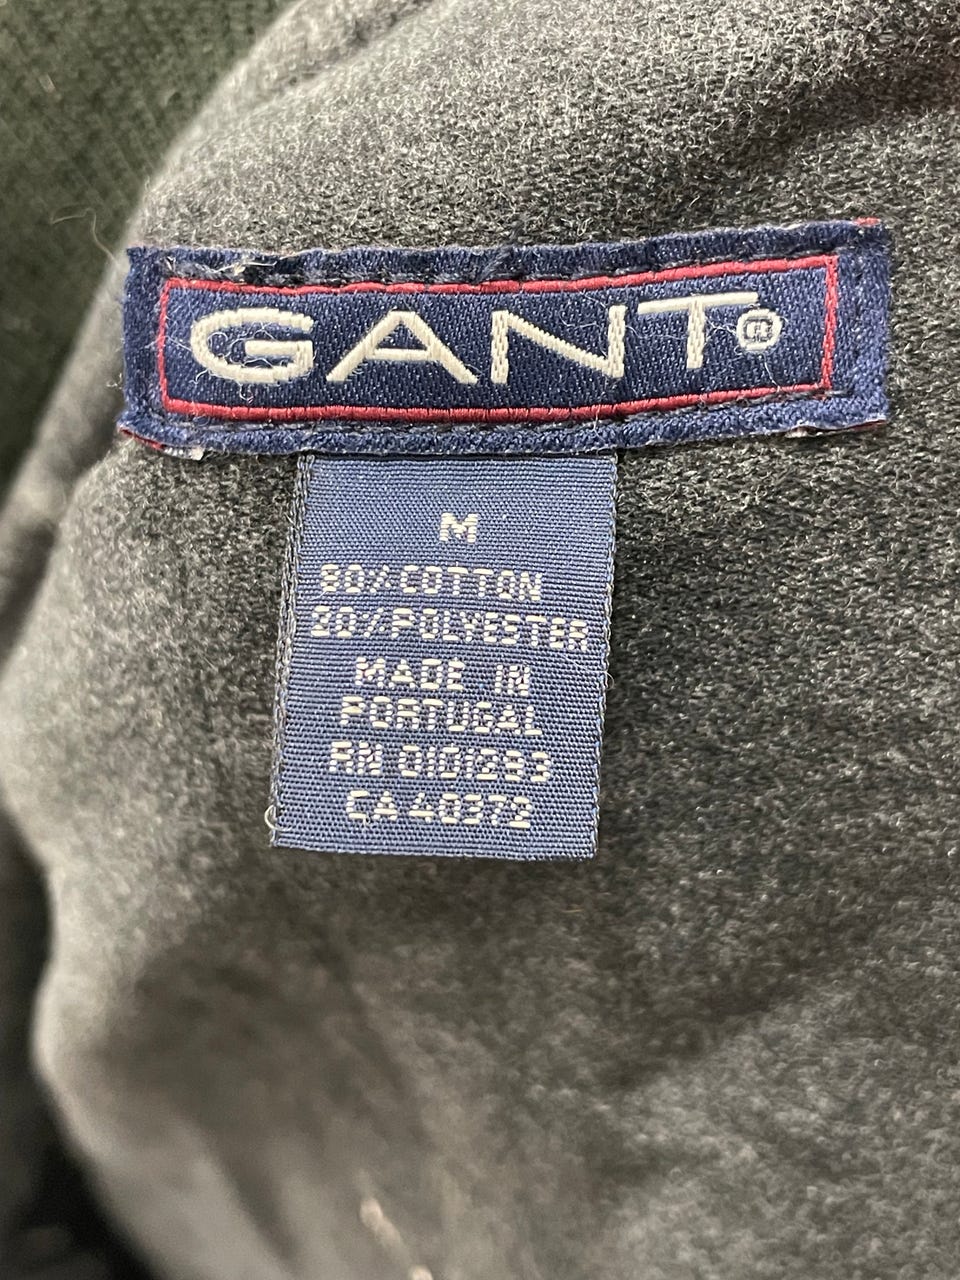 GANT®
M
80% COTTON
20% POLYESTER
MADE IN
PORTUGAL
RN 0101293
CA 40372